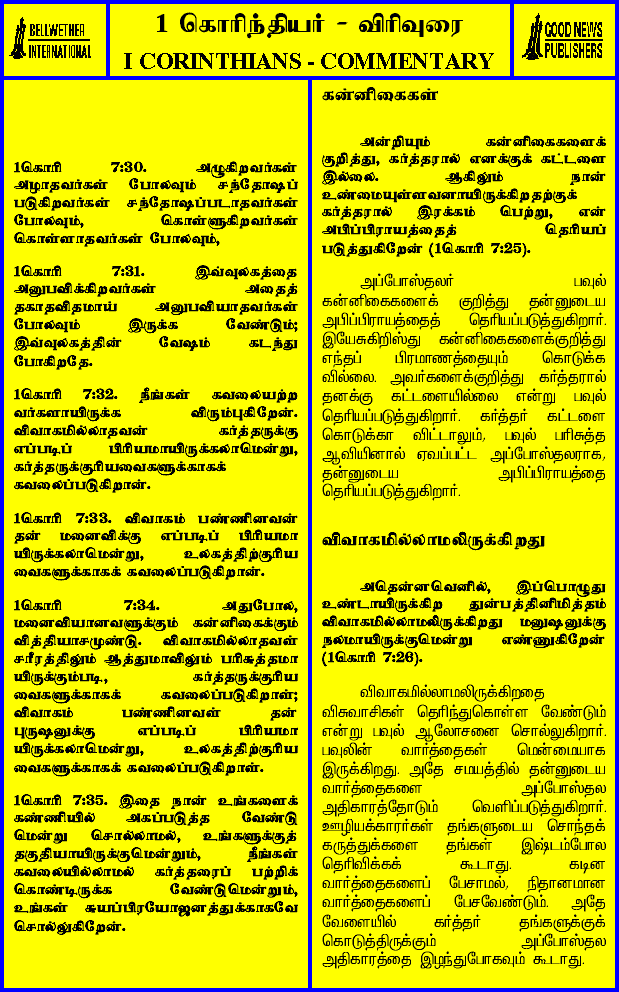 BELLWETHER
INTERNATIONAL
1 கொரிந்தியர் - விரிவுரை
I CORINTHIANS - COMMENTARY
GOOD NEWS
PUBLISHERS
1கொரி 7:30. அழுகிறவர்கள்
அழாதவர்கள் போலவும் சந்தோஷப்
படுகிறவர்கள் சந்தோஷப்படாதவர்கள்
போலவும், கொள்ளுகிறவர்கள்
கொள்ளாதவர்கள் போலவும்,
1கொரி 7:31. இவ்வுலகத்தை
அனுபவிக்கிறவர்கள் அதைத்
தகாதவிதமாய் அனுபவியாதவர்கள்
போலவும் இருக்க வேண்டும்;
இவ்வுலகத்தின் வேஷம் கடந்து
போகிறதே.
1கொரி 7:32. நீங்கள் கவலையற்ற
வர்களாயிருக்க விரும்புகிறேன்.
விவாகமில்லாதவன் கர்த்தருக்கு
எப்படிப் பிரியமாயிருக்கலாமென்று,
கர்த்தருக்குரியவைகளுக்காகக்
கவலைப்படுகிறான்.
1கொரி 7:33. விவாகம் பண்ணினவன்
தன் மனைவிக்கு எப்படிப் பிரியமா
யிருக்கலாமென்று, உலகத்திற்குரிய
வைகளுக்காகக் கவலைப்படுகிறான்.
1கொரி 7:34. அதுபோல,
மனைவியானவளுக்கும் கன்னிகைக்கும்
வித்தியாசமுண்டு. விவாகமில்லாதவள்
சரீரத்திலும் ஆத்துமாவிலும் பரிசுத்தமா
யிருக்கும்படி, கர்த்தருக்குரிய
வைகளுக்காகக் கவலைப்படுகிறாள்;
விவாகம் பண்ணினவள் தன்
புருஷனுக்கு எப்படிப் பிரியமா
யிருக்கலாமென்று, உலகத்திற்குரிய
வைகளுக்காகக் கவலைப்படுகிறாள்.
1கொரி 7:35. இதை நான் உங்களைக்
கண்ணியில் அகப்படுத்த வேண்டு
மென்று சொல்லாமல், உங்களுக்குத்
தகுதியாயிருக்குமென்றும், நீங்கள்
கவலையில்லாமல் கர்த்தரைப் பற்றிக்
கொண்டிருக்க வேண்டுமென்றும்,
உங்கள் சுயப்பிரயோஜனத்துக்காகவே
சொல்லுகிறேன்.
கன்னிகைகள்
அன்றியும் கன்னிகைகளைக்
குறித்து, கர்த்தரால் எனக்குக் கட்டளை
இல்லை. ஆகிலும் நான்
உண்மையுள்ளவனாயிருக்கிறதற்குக்
கர்த்தரால் இரக்கம் பெற்று, என்
அபிப்பிராயத்தைத் தெரியப்
படுத்துகிறேன் (1கொரி 7:25).
அப்போஸ்தலர் பவுல்
கன்னிகைகளைக் குறித்து தன்னுடைய
அபிப்பிராயத்தைத் தெரியப்படுத்துகிறார்.
இயேசுகிறிஸ்து கன்னிகைகளைக்குறித்து
எந்தப் பிரமாணத்தையும் கொடுக்க
வில்லை. அவர்களைக்குறித்து கர்த்தரால்
தனக்கு கட்டளையில்லை என்று பவுல்
தெரியப்படுத்துகிறார். கர்த்தர் கட்டளை
கொடுக்கா விட்டாலும், பவுல் பரிசுத்த
ஆவியினால் ஏவப்பட்ட அப்போஸ்தலராக,
தன்னுடைய அபிப்பிராயத்தை
தெரியப்படுத்துகிறார்.
விவாகமில்லாமலிருக்கிறது
அதென்னவெனில், இப்பொழுது
உண்டாயிருக்கிற துன்பத்தினிமித்தம்
விவாகமில்லாமலிருக்கிறது மனுஷனுக்கு
நலமாயிருக்குமென்று எண்ணுகிறேன்
(1கொரி 7:26).
விவாகமில்லாமலிருக்கிறதை
விசுவாசிகள் தெரிந்துகொள்ள வேண்டும்
என்று பவுல் ஆலோசனை சொல்லுகிறார்.
பவுலின் வார்த்தைகள் மென்மையாக
இருக்கிறது. அதே சமயத்தில் தன்னுடைய
வார்த்தைகளை அப்போஸ்தல
அதிகாரத்தோடும் வெளிப்படுத்துகிறார்.
ஊழியக்காரர்கள் தங்களுடைய சொந்தக்
கருத்துக்களை தங்கள் இஷ்டம்போல
தெரிவிக்கக் கூடாது. கடின
வார்த்தைகளைப் பேசாமல், நிதானமான
வார்த்தைகளைப் பேசவேண்டும். அதே
வேளையில் கர்த்தர் தங்களுக்குக்
கொடுத்திருக்கும் அப்போஸ்தல
அதிகாரத்தை இழந்துபோகவும் கூடாது.